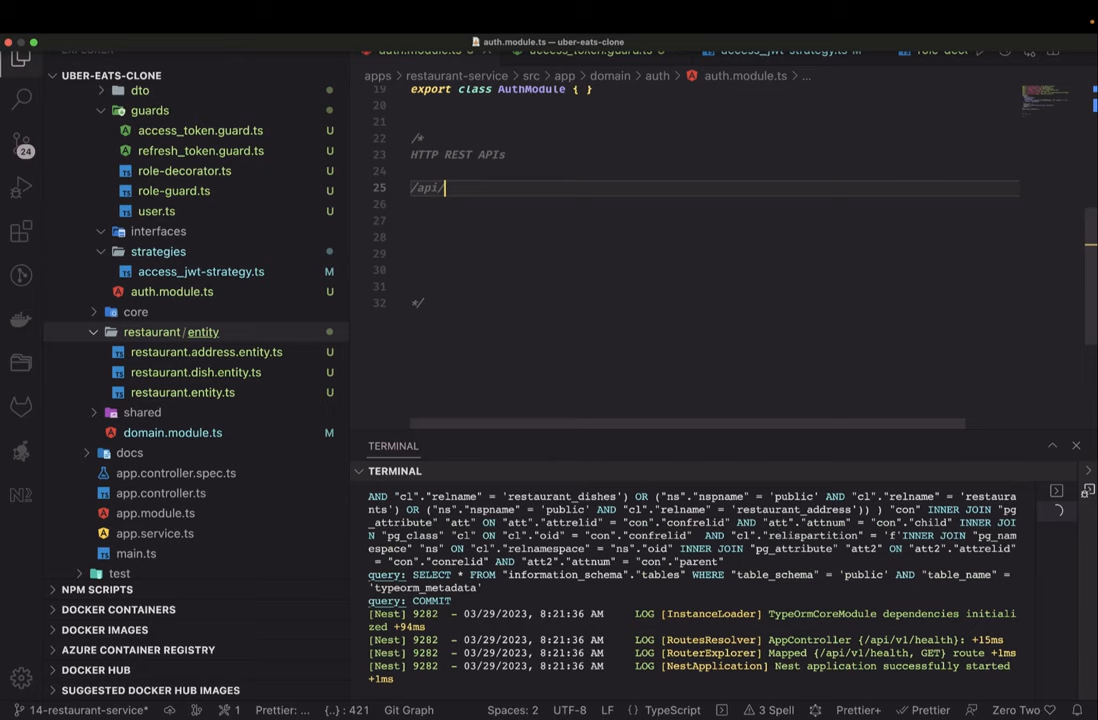 auth.module.ts — uber-eats-clone
UBER-EATS-CLONE
dto
guards
access_token.guard.ts U
refresh_token.guard.ts U
role-decorator.ts U
role-guard.ts U
user.ts U
interfaces
strategies
access_jwt-strategy.ts M
auth.module.ts U
core
restaurant / entity
restaurant.address.entity.ts U
restaurant.dish.entity.ts U
restaurant.entity.ts U
shared
domain.module.ts M
docs
app.controller.spec.ts
app.controller.ts
app.module.ts
app.service.ts
main.ts
test
NPM SCRIPTS
DOCKER CONTAINERS
DOCKER IMAGES
AZURE CONTAINER REGISTRY
DOCKER HUB
SUGGESTED DOCKER HUB IMAGES
24
apps > restaurant-service > src > app > domain > auth > auth.module.ts > ...
19 export class AuthModule { }
20
21
22 /*
23 HTTP REST APIs
24
25 /api/
26
27
28
29
30
31
32 */
TERMINAL
TERMINAL
AND "cl"."relname" = 'restaurant_dishes') OR ("ns"."nspname" = 'public' AND "cl"."relname" = 'restaura
nts') OR ("ns"."nspname" = 'public' AND "cl"."relname" = 'restaurant_address')) ) "con" INNER JOIN "pg
_attribute" "att" ON "att"."attrelid" = "con"."confrelid" AND "att"."attnum" = "con"."child" INNER JOI
N "pg_class" "cl" ON "cl"."oid" = "con"."confrelid"  AND "cl"."relispartition" = 'f'INNER JOIN "pg_nam
espace" "ns" ON "cl"."relnamespace" = "ns"."oid" INNER JOIN "pg_attribute" "att2" ON "att2"."attrelid"
= "con"."conrelid" AND "att2"."attnum" = "con"."parent"
query: SELECT * FROM "information_schema"."tables" WHERE "table_schema" = 'public' AND "table_name" =
'typeorm_metadata'
query: COMMIT
[Nest] 9282  - 03/29/2023, 8:21:36 AM     LOG [InstanceLoader] TypeOrmCoreModule dependencies initiali
zed +94ms
[Nest] 9282  - 03/29/2023, 8:21:36 AM     LOG [RoutesResolver] AppController {/api/v1/health}: +15ms
[Nest] 9282  - 03/29/2023, 8:21:36 AM     LOG [RouterExplorer] Mapped {/api/v1/health, GET} route +1ms
[Nest] 9282  - 03/29/2023, 8:21:36 AM     LOG [NestApplication] Nest application successfully started
+1ms
14-restaurant-service* 1 Prettier: ... {..} : 421 Git Graph Spaces: 2 UTF-8 LF {} TypeScript 3 Spell Prettier+ Prettier Zero Two